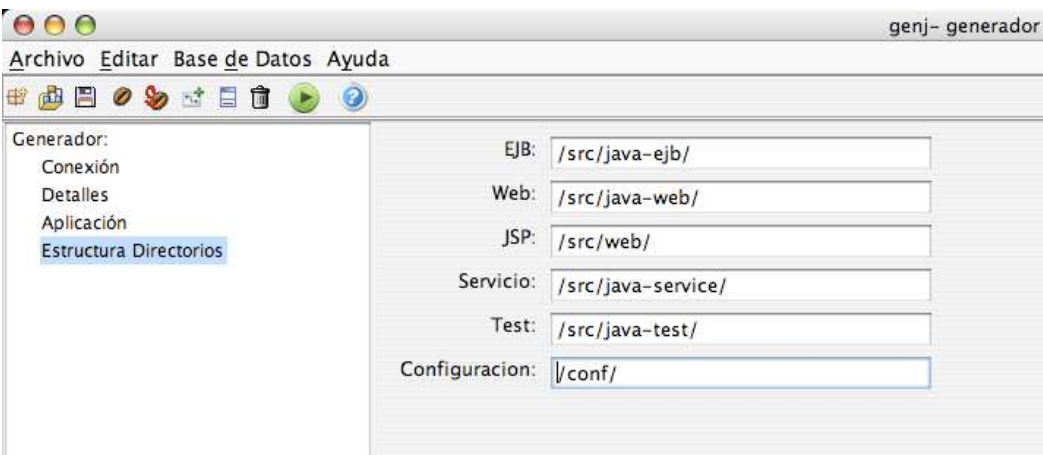 genj- generador
Archivo Editar Base de Datos Ayuda
Generador:
Conexión
Detalles
Aplicación
Estructura Directorios
EJB: /src/java-ejb/
Web: /src/java-web/
JSP: /src/web/
Servicio: /src/java-service/
Test: /src/java-test/
Configuracion: /conf/